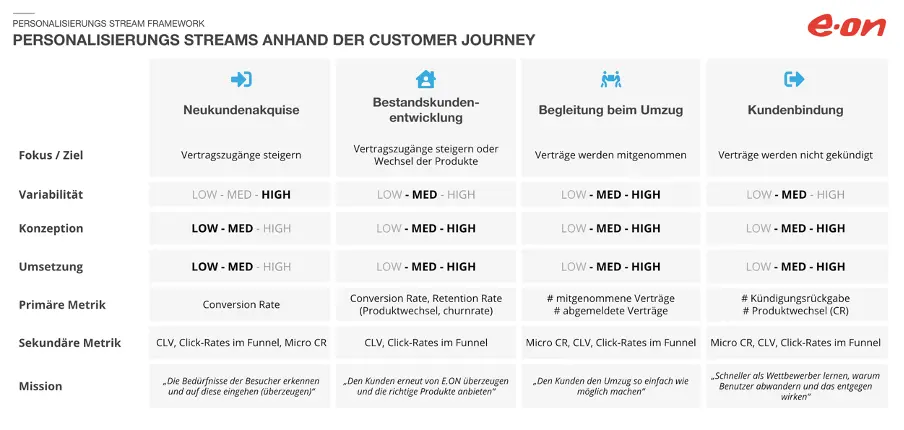 PERSONALISIERUNGS STREAM FRAMEWORK
PERSONALISIERUNGS STREAMS ANHAND DER CUSTOMER JOURNEY
e·on
Neukundenakquise
Bestandskunden-
entwicklung
Begleitung beim Umzug
Kundenbindung
Fokus / Ziel
Vertragszugänge steigern
Vertragszugänge steigern oder
Wechsel der Produkte
Verträge werden mitgenommen
Verträge werden nicht gekündigt
Variabilität
LOW - MED - HIGH
LOW - MED - HIGH
LOW - MED - HIGH
LOW - MED - HIGH
Konzeption
LOW - MED - HIGH
LOW - MED - HIGH
LOW - MED - HIGH
LOW - MED - HIGH
Umsetzung
LOW - MED - HIGH
LOW - MED - HIGH
LOW - MED - HIGH
LOW - MED - HIGH
Primäre Metrik
Conversion Rate
Conversion Rate, Retention Rate
(Produktwechsel, churnrate)
# mitgenommene Verträge
# abgemeldete Verträge
# Kündigungsrückgabe
# Produktwechsel (CR)
Sekundäre Metrik
CLV, Click-Rates im Funnel, Micro CR
CLV, Click-Rates im Funnel
Micro CR, CLV, Click-Rates im Funnel
Micro CR, CLV, Click-Rates im Funnel
Mission
„Die Bedürfnisse der Besucher erkennen
und auf diese eingehen (überzeugen)“
„Den Kunden erneut von E.ON überzeugen
und die richtige Produkte anbieten“
„Den Kunden den Umzug so einfach wie
möglich machen“
„Schneller als Wettbewerber lernen, warum
Benutzer abwandern und das entgegen
wirken“